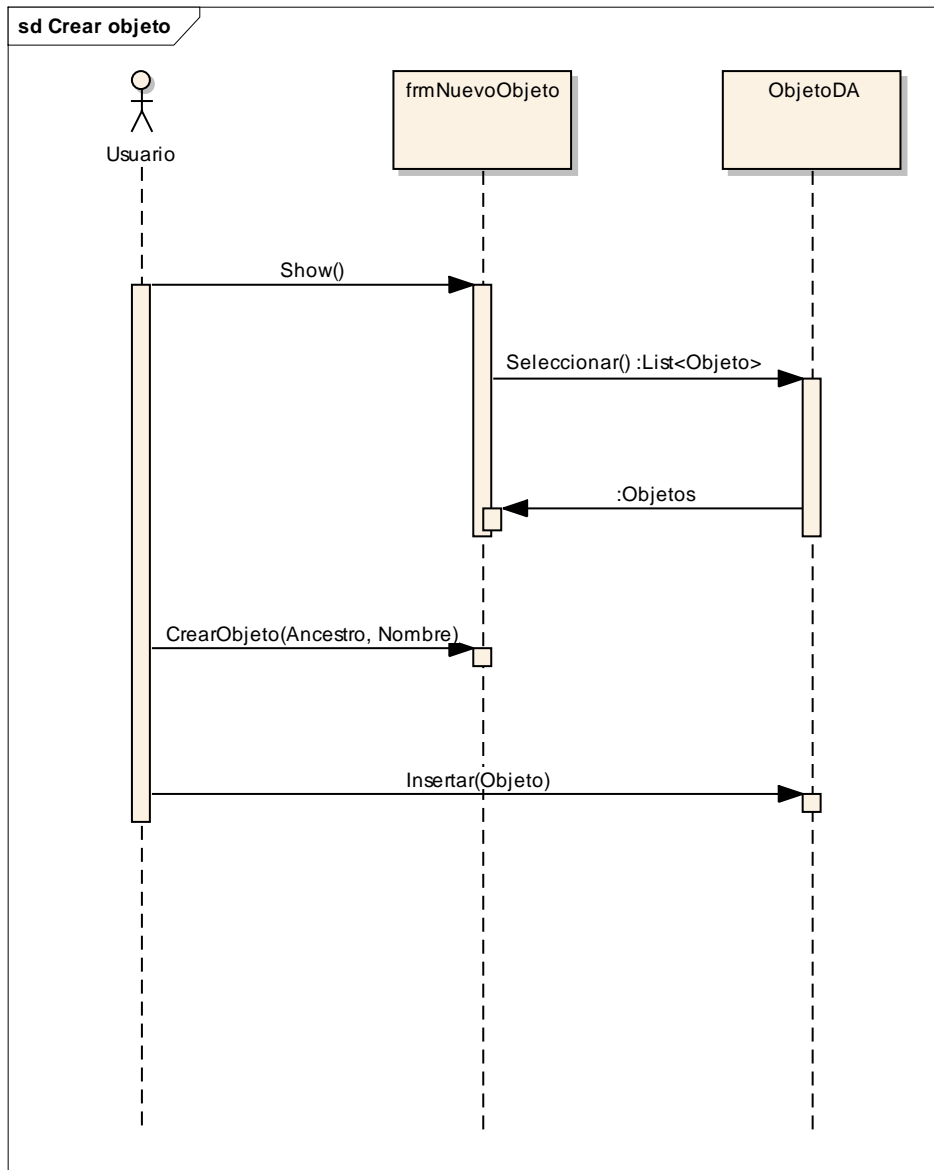 sd Crear objeto
frmNuevoObjeto
ObjetoDA
Usuario
Show()
Seleccionar() :List<Objeto>
:Objetos
CrearObjeto(Ancestro, Nombre)
Insertar(Objeto)